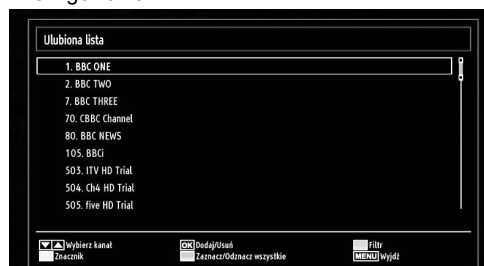 Ulubiona lista
1. BBC ONE
2. BBC TWO
7. BBC THREE
70. CBBC Channel
80. BBC NEWS
105. BBCi
503. ITV HD Trial
504. Ch4 HD Trial
505. five HD Trial
Wybierz kanał OK Dodaj/Usuń Filtr
Znacznik Zaznacz/Odznacz wszystkie MENU Wyjdź